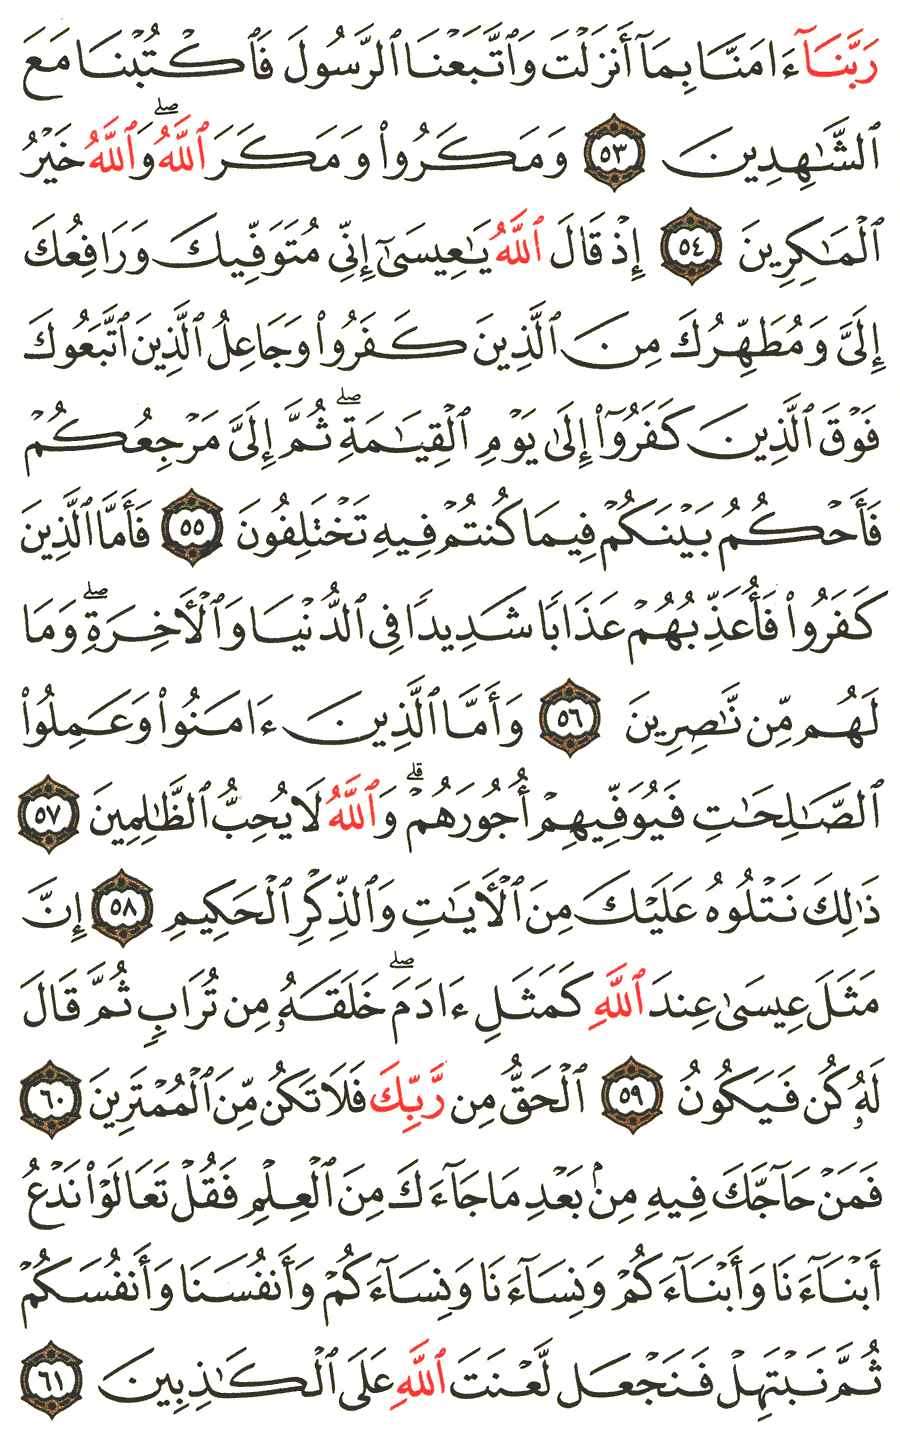 رَبَّنَآ ءَامَنَّا بِمَآ أَنزَلْتَ وَٱتَّبَعْنَا ٱلرَّسُولَ فَٱكْتُبْنَا مَعَ
ٱلشَّٰهِدِينَ ٥٣ وَمَكَرُوا۟ وَمَكَرَ ٱللَّهُ ۖ وَٱللَّهُ خَيْرُ
ٱلْمَٰكِرِينَ ٥٤ إِذْ قَالَ ٱللَّهُ يَٰعِيسَىٰٓ إِنِّى مُتَوَفِّيكَ وَرَافِعُكَ
إِلَىَّ وَمُطَهِّرُكَ مِنَ ٱلَّذِينَ كَفَرُوا۟ وَجَاعِلُ ٱلَّذِينَ ٱتَّبَعُوكَ
فَوْقَ ٱلَّذِينَ كَفَرُوٓا۟ إِلَىٰ يَوْمِ ٱلْقِيَٰمَةِ ۖ ثُمَّ إِلَىَّ مَرْجِعُكُمْ
فَأَحْكُمُ بَيْنَكُمْ فِيمَا كُنتُمْ فِيهِ تَخْتَلِفُونَ ٥٥ فَأَمَّا ٱلَّذِينَ
كَفَرُوا۟ فَأُعَذِّبُهُمْ عَذَابًا شَدِيدًا فِى ٱلدُّنْيَا وَٱلْأَخِرَةِ ۖ وَمَا
لَهُم مِّن نَّٰصِرِينَ ٥٦ وَأَمَّا ٱلَّذِينَ ءَامَنُوا۟ وَعَمِلُوا۟
ٱلصَّٰلِحَٰتِ فَيُوَفِّيهِمْ أُجُورَهُمْ ۗ وَٱللَّهُ لَا يُحِبُّ ٱلظَّٰلِمِينَ ٥٧
ذَٰلِكَ نَتْلُوهُ عَلَيْكَ مِنَ ٱلْأَيَٰتِ وَٱلذِّكْرِ ٱلْحَكِيمِ ٥٨ إِنَّ
مَثَلَ عِيسَىٰ عِندَ ٱللَّهِ كَمَثَلِ ءَادَمَ ۖ خَلَقَهُۥ مِن تُرَابٍ ثُمَّ قَالَ
لَهُۥ كُن فَيَكُونُ ٥٩ ٱلْحَقُّ مِن رَّبِّكَ فَلَا تَكُن مِّنَ ٱلْمُمْتَرِينَ ٦٠
فَمَنْ حَآجَّكَ فِيهِ مِنۢ بَعْدِ مَا جَآءَكَ مِنَ ٱلْعِلْمِ فَقُلْ تَعَالَوْا۟ نَدْعُ
أَبْنَآءَنَا وَأَبْنَآءَكُمْ وَنِسَآءَنَا وَنِسَآءَكُمْ وَأَنفُسَنَا وَأَنفُسَكُمْ
ثُمَّ نَبْتَهِلْ فَنَجْعَل لَّعْنَتَ ٱللَّهِ عَلَى ٱلْكَٰذِبِينَ ٦١